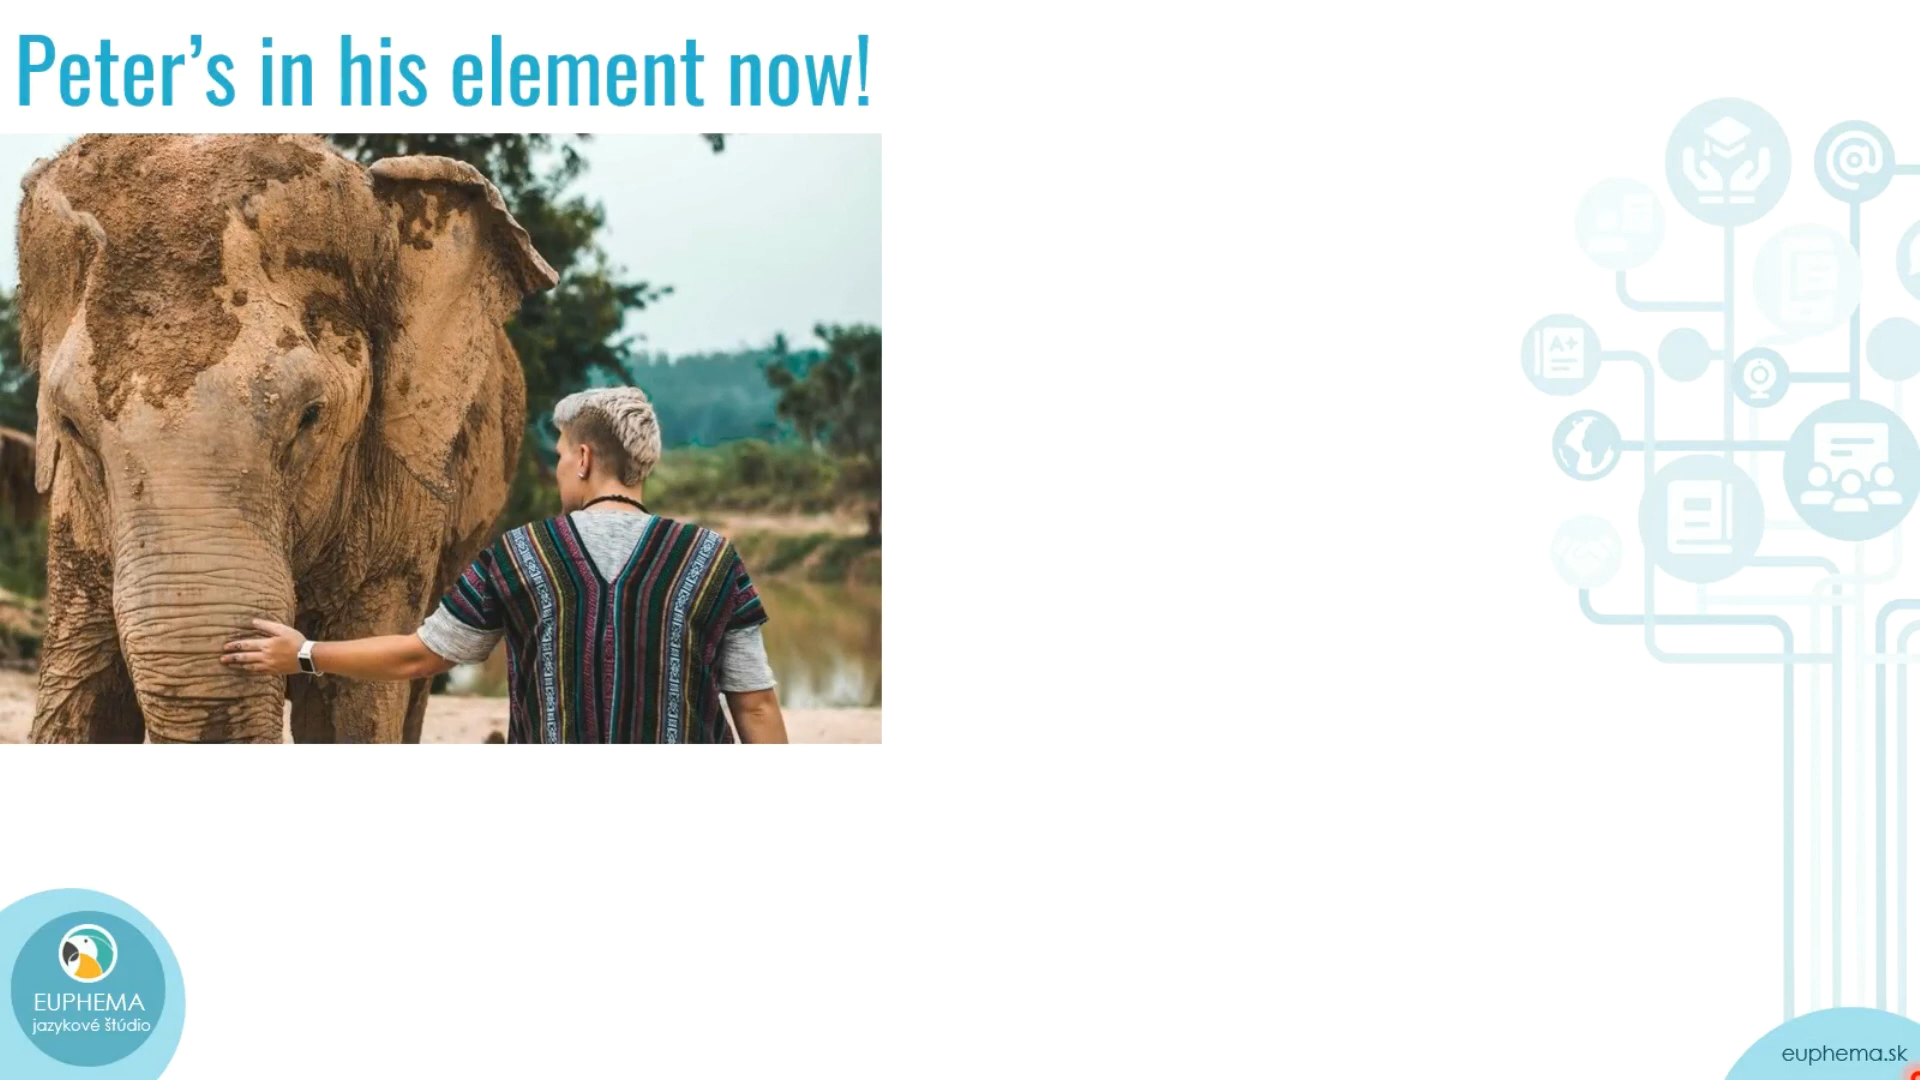 Peter’s in his element now!
@
A+
EUPHEMA
jazykové štúdio
euphema.sk